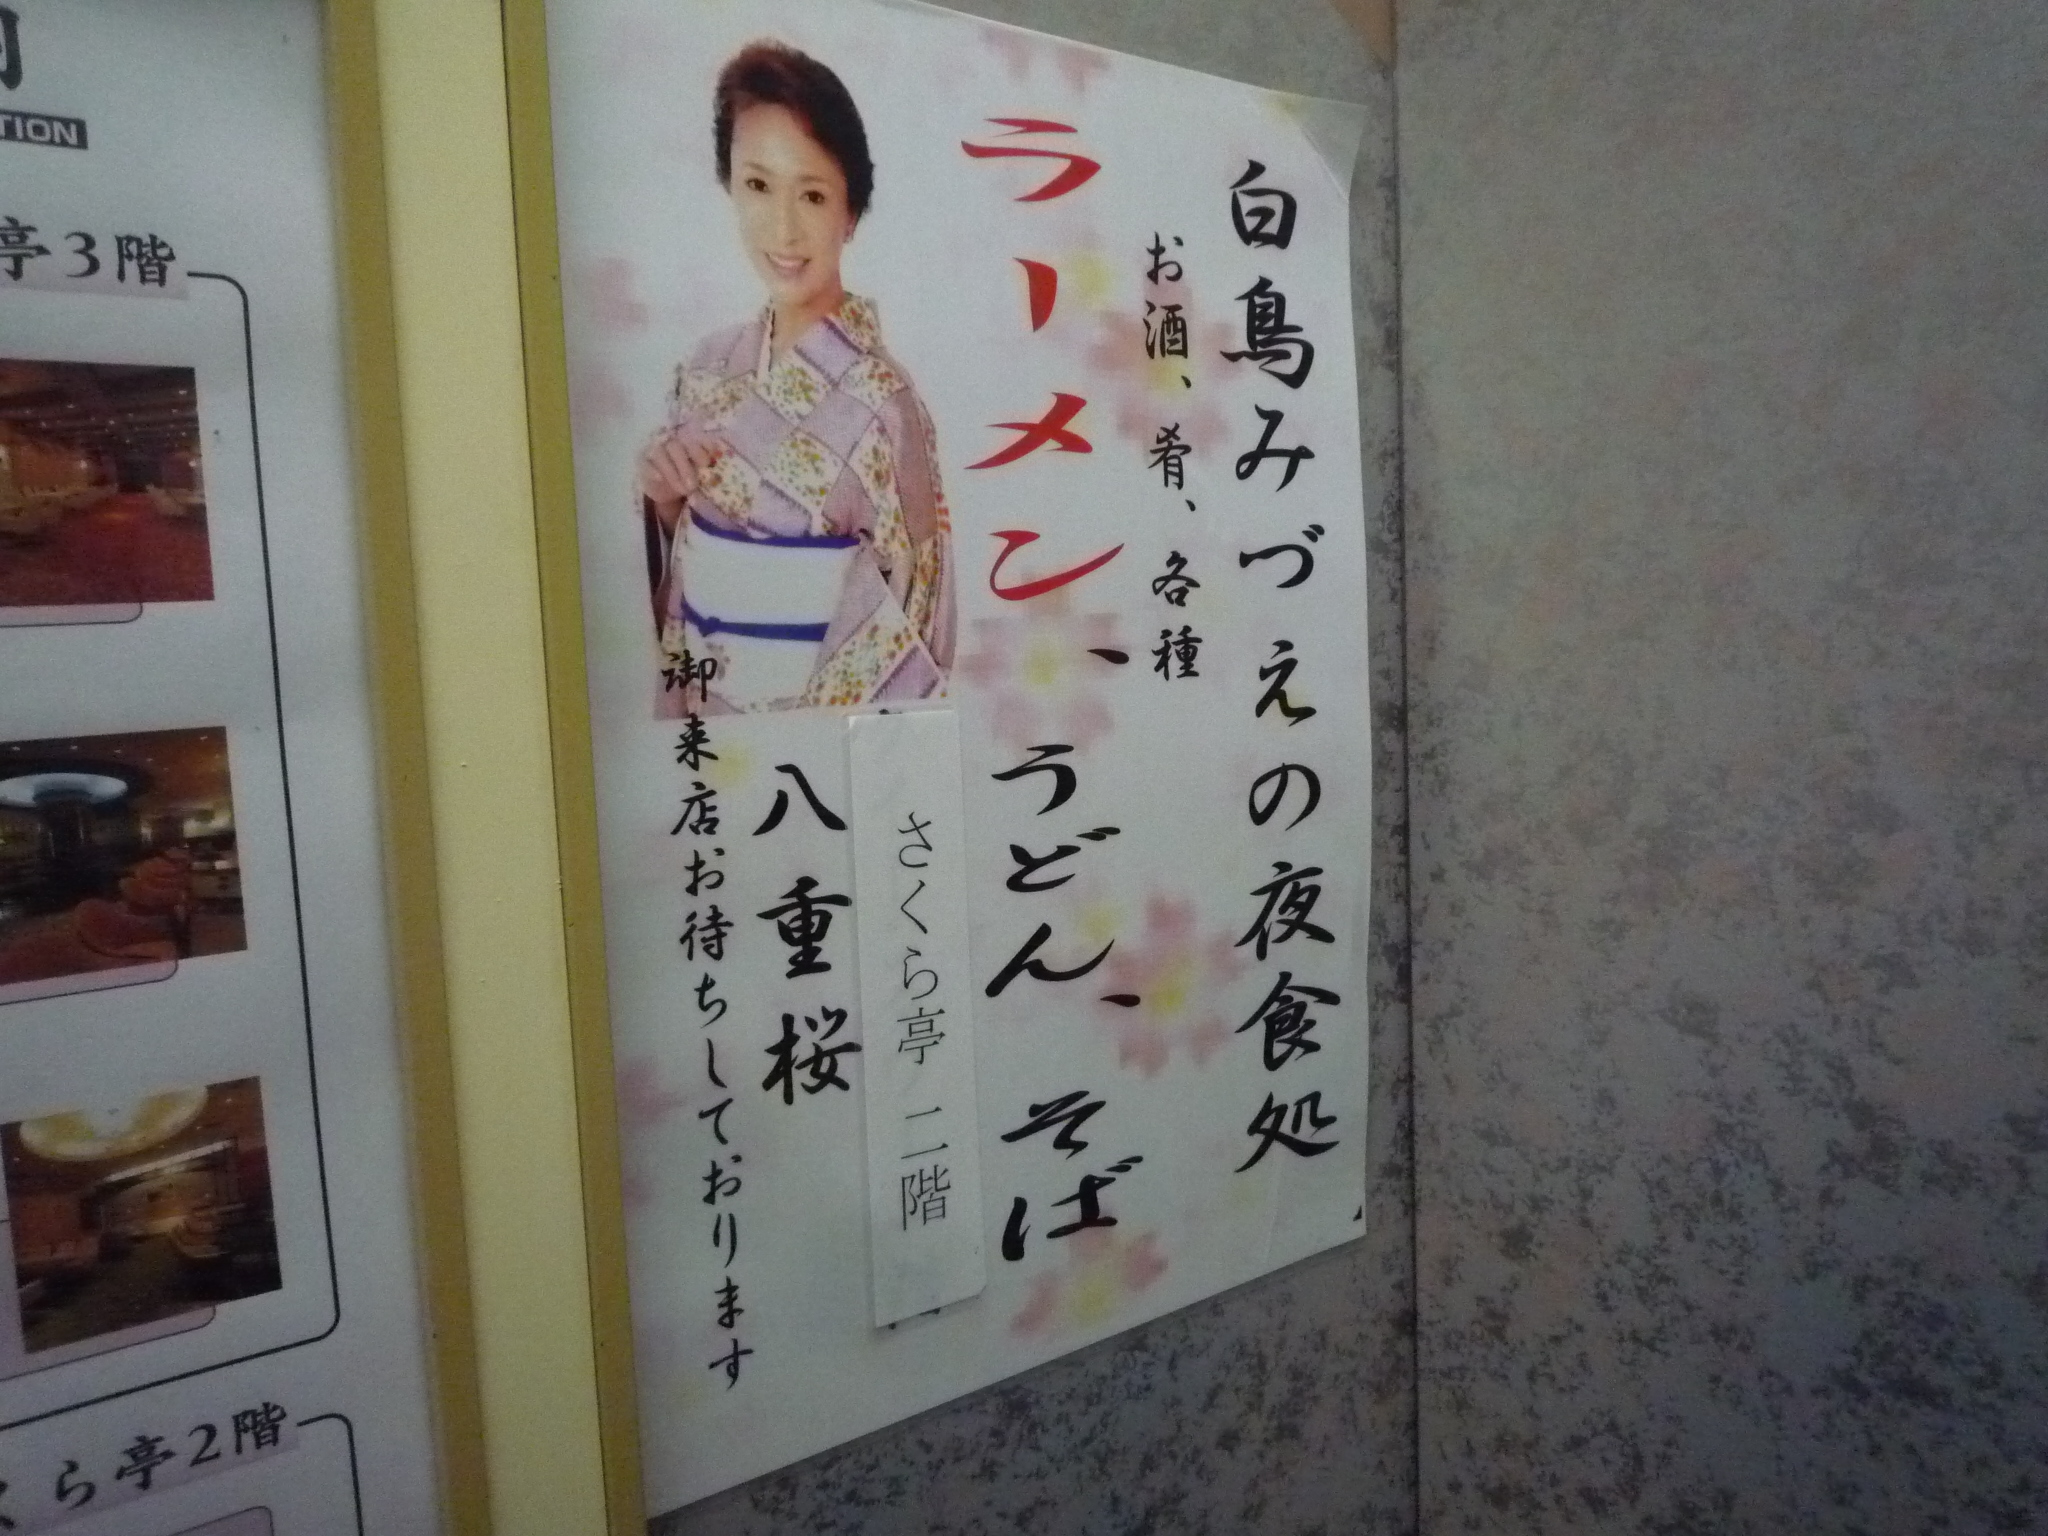 白鳥みづえの夜食処
お酒、肴、各種
ラーメン、うどん、そば
さくら亭 二階
八重桜
御来店お待ちしております
TION
亭3階
くら亭2階